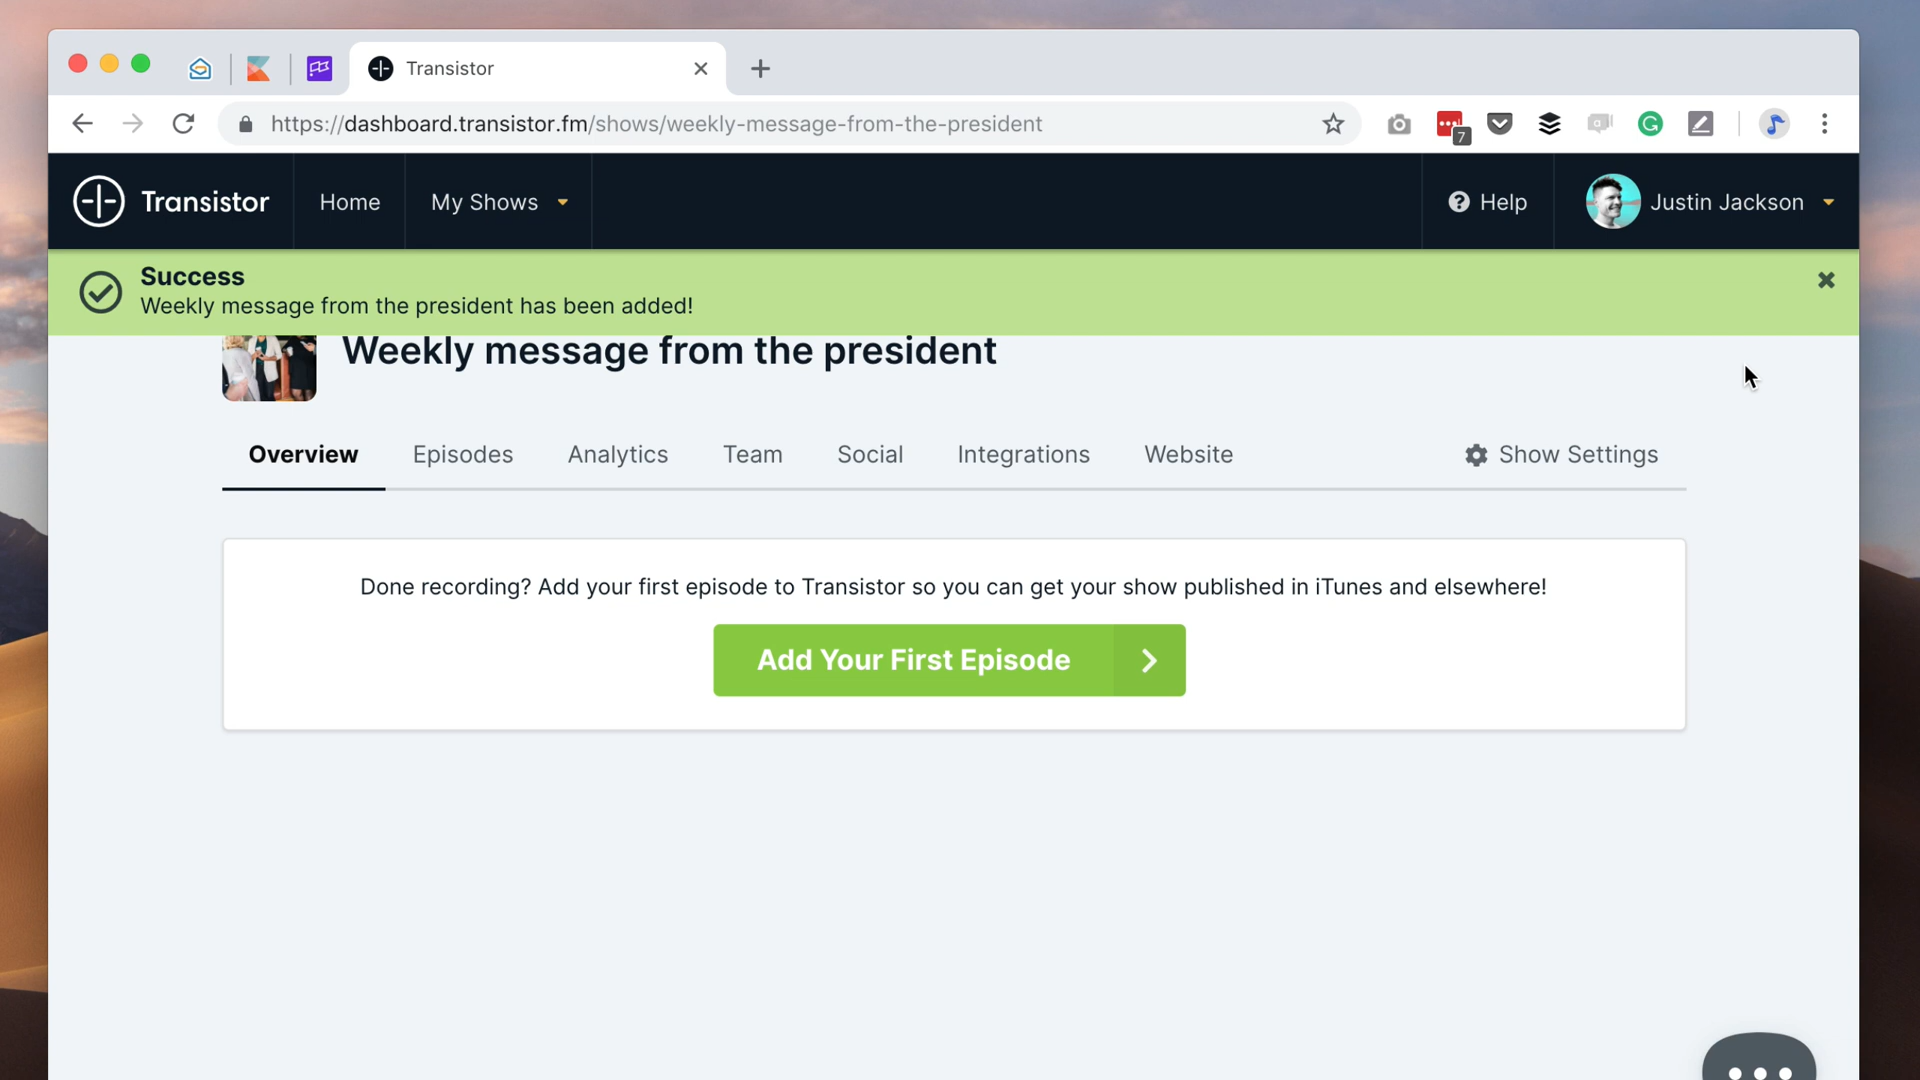 Transistor
https://dashboard.transistor.fm/shows/weekly-message-from-the-president
7
Transistor
Home
My Shows
Help
Justin Jackson
Success
Weekly message from the president has been added!
Weekly message from the president
Overview
Episodes
Analytics
Team
Social
Integrations
Website
Show Settings
Done recording? Add your first episode to Transistor so you can get your show published in iTunes and elsewhere!
Add Your First Episode